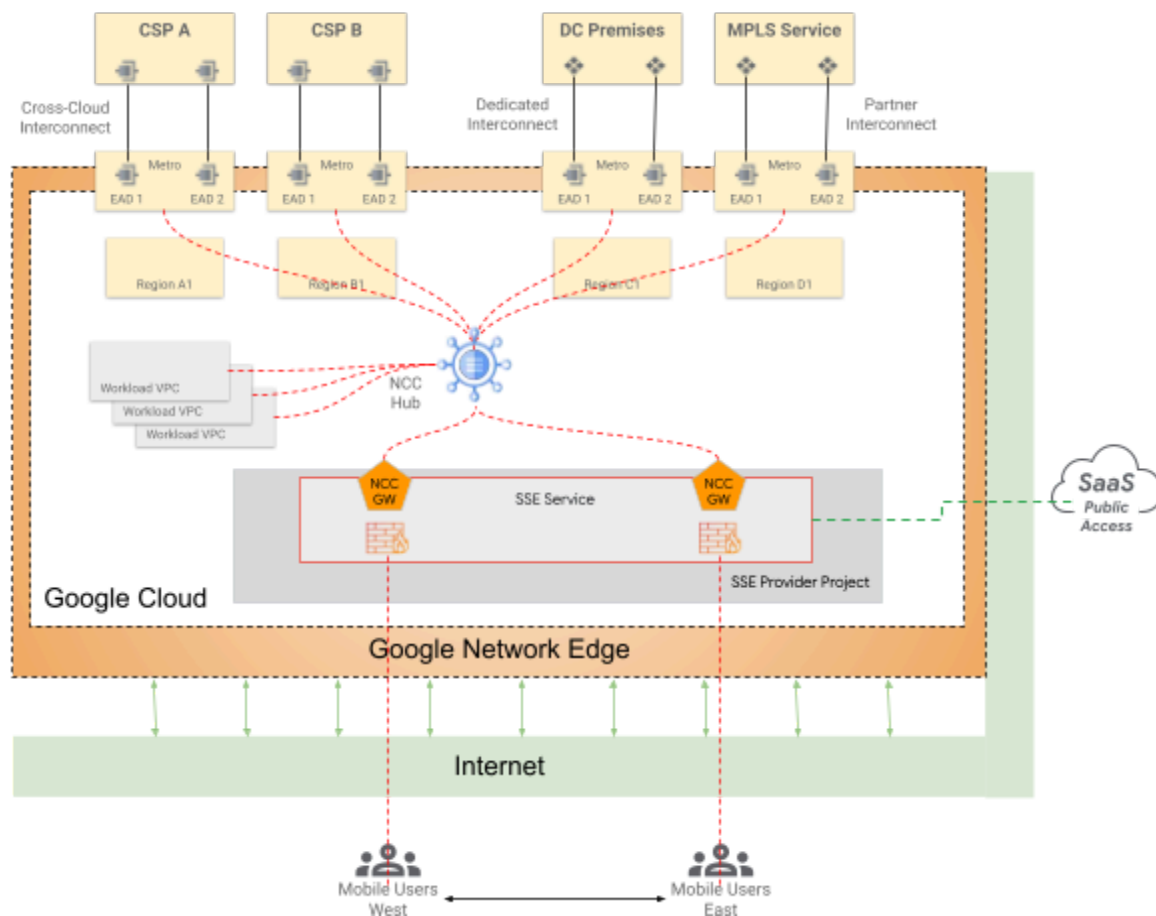 CSP A
CSP B
DC Premises
MPLS Service
Cross-Cloud
Interconnect
Dedicated
Interconnect
Partner
Interconnect
Metro
EAD 1
EAD 2
Metro
EAD 1
EAD 2
Metro
EAD 1
EAD 2
Metro
EAD 1
EAD 2
Region A1
Region B1
Region C1
Region D1
Workload VPC
Workload VPC
Workload VPC
NCC
Hub
NCC
GW
SSE Service
NCC
GW
SSE Provider Project
SaaS
Public
Access
Google Cloud
Google Network Edge
Internet
Mobile Users
West
Mobile Users
East